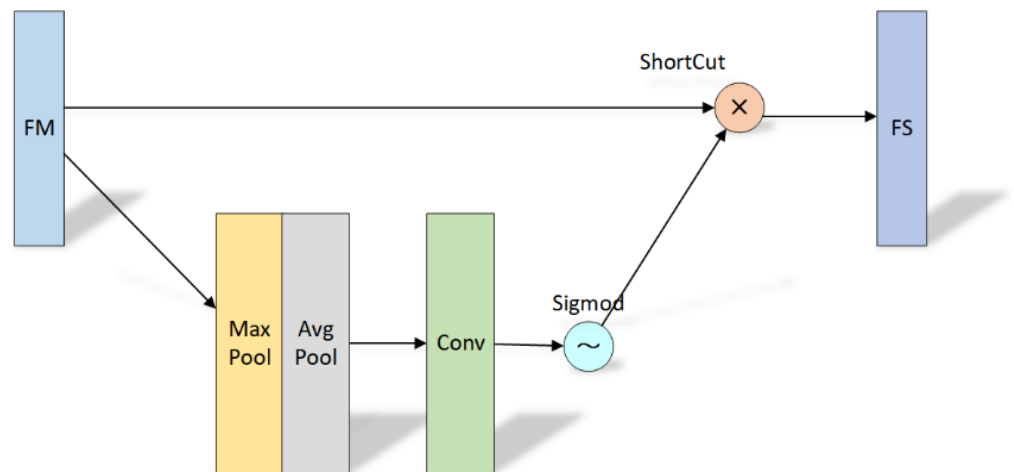 ShortCut
×
FM
FS
Sigmod
Max
Pool
Avg
Pool
Conv
~